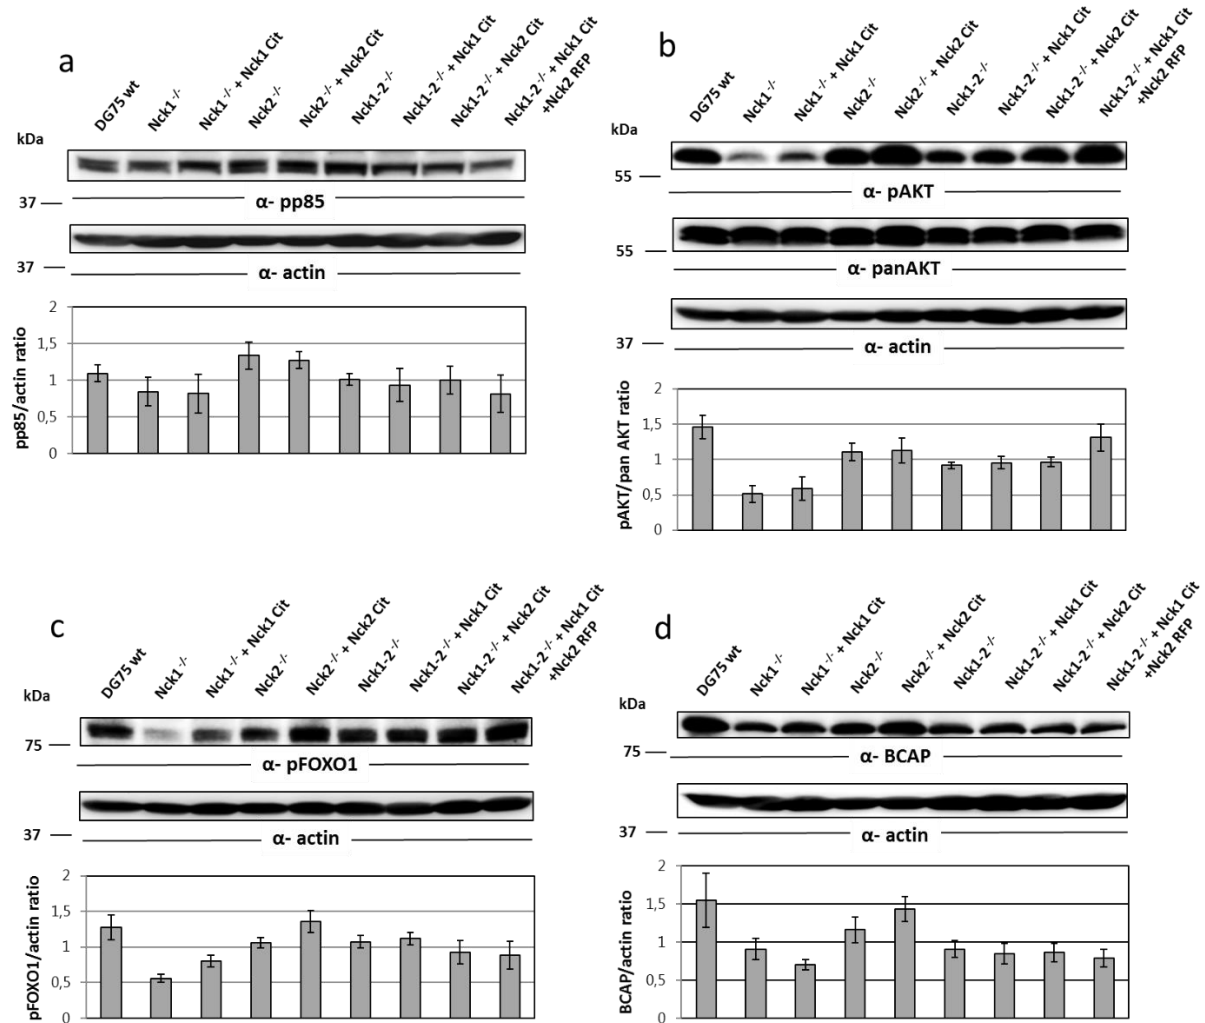 a
DG75 wt
Nck1 -/-
Nck1 -/- + Nck1 Cit
Nck2 -/-
Nck2 -/- + Nck2 Cit
Nck1-2 -/-
Nck1-2 -/- + Nck1 Cit
Nck1-2 -/- + Nck2 Cit
Nck1-2 -/- + Nck1 Cit
+Nck2 RFP
kDa
37
α- pp85
37
α- actin
pp85/actin ratio
2
1,5
1
0,5
0
b
DG75 wt
Nck1 -/-
Nck1 -/- + Nck1 Cit
Nck2 -/-
Nck2 -/- + Nck2 Cit
Nck1-2 -/-
Nck1-2 -/- + Nck1 Cit
Nck1-2 -/- + Nck2 Cit
Nck1-2 -/- + Nck1 Cit
+Nck2 RFP
kDa
55
α- pAKT
55
α- panAKT
37
α- actin
pAKT/pan AKT ratio
2
1,5
1
0,5
0
c
DG75 wt
Nck1 -/-
Nck1 -/- + Nck1 Cit
Nck2 -/-
Nck2 -/- + Nck2 Cit
Nck1-2 -/-
Nck1-2 -/- + Nck1 Cit
Nck1-2 -/- + Nck2 Cit
Nck1-2 -/- + Nck1 Cit
+Nck2 RFP
kDa
75
α- pFOXO1
37
α- actin
pFOXO1/actin ratio
2
1,5
1
0,5
0
d
DG75 wt
Nck1 -/-
Nck1 -/- + Nck1 Cit
Nck2 -/-
Nck2 -/- + Nck2 Cit
Nck1-2 -/-
Nck1-2 -/- + Nck1 Cit
Nck1-2 -/- + Nck2 Cit
Nck1-2 -/- + Nck1 Cit
+Nck2 RFP
kDa
75
α- BCAP
37
α- actin
BCAP/actin ratio
2
1,5
1
0,5
0